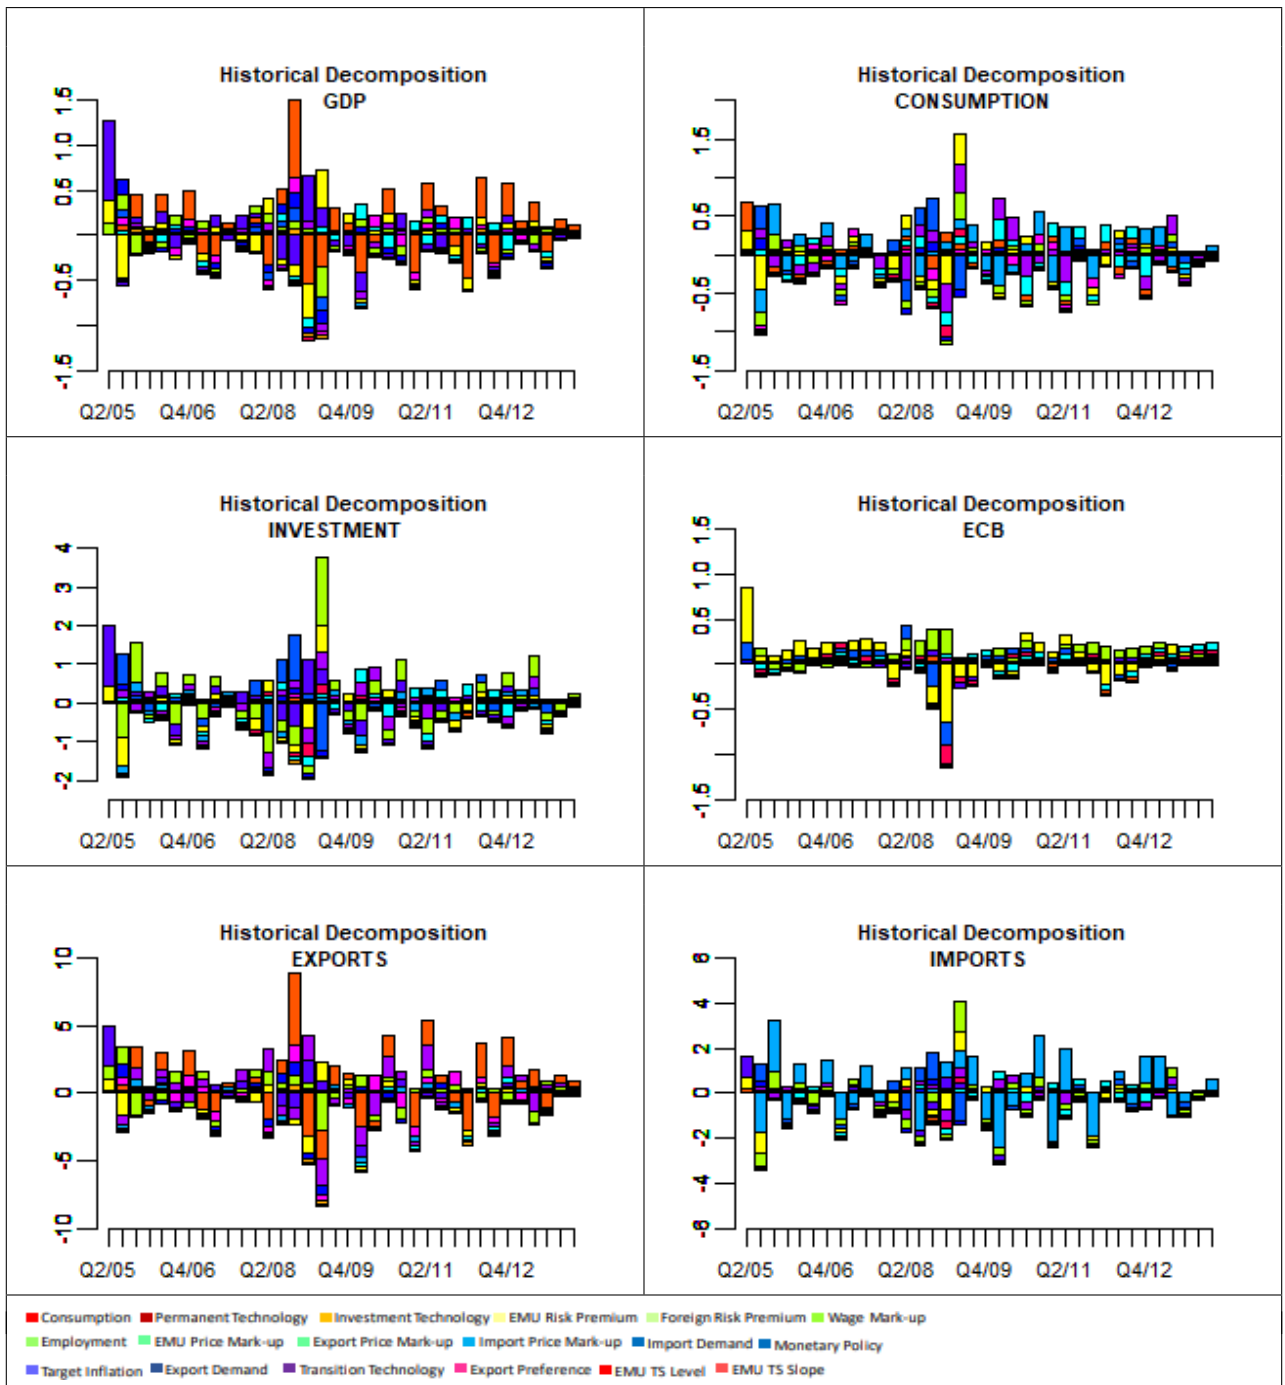 Historical Decomposition
GDP
1.5
1.0
0.5
-0.5
-1.5
Q2/05 Q4/06 Q2/08 Q4/09 Q2/11 Q4/12
Historical Decomposition
CONSUMPTION
1.5
0.5
-0.5
-1.5
Q2/05 Q4/06 Q2/08 Q4/09 Q2/11 Q4/12
Historical Decomposition
INVESTMENT
4
3
2
1
0
-1
-2
Q2/05 Q4/06 Q2/08 Q4/09 Q2/11 Q4/12
Historical Decomposition
ECB
1.5
1.0
0.5
-0.5
-1.5
Q2/05 Q4/06 Q2/08 Q4/09 Q2/11 Q4/12
Historical Decomposition
EXPORTS
10
5
0
-5
-10
Q2/05 Q4/06 Q2/08 Q4/09 Q2/11 Q4/12
Historical Decomposition
IMPORTS
6
4
2
0
-2
-4
-6
Q2/05 Q4/06 Q2/08 Q4/09 Q2/11 Q4/12
Consumption Permanent Technology Investment Technology EMU Risk Premium Foreign Risk Premium Wage Mark-up
Employment EMU Price Mark-up Export Price Mark-up Import Price Mark-up Import Demand Monetary Policy
Target Inflation Export Demand Transition Technology Export Preference EMU TS Level EMU TS Slope